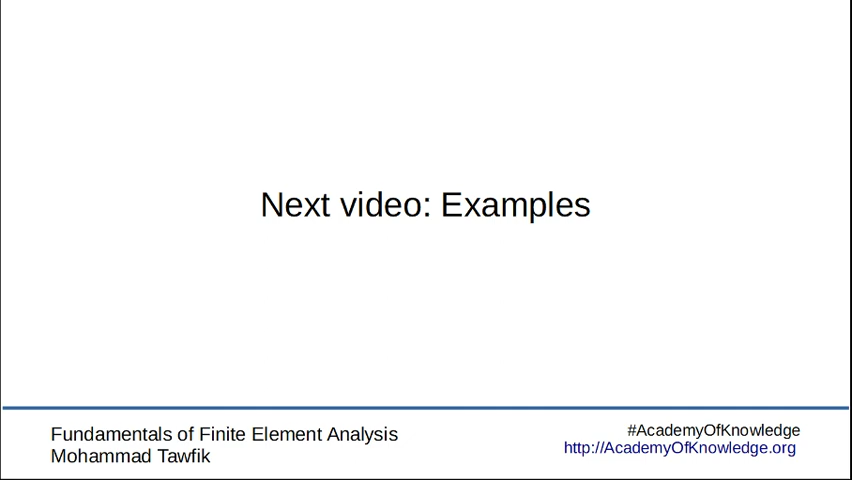 Next video: Examples
Fundamentals of Finite Element Analysis
Mohammad Tawfik
#AcademyOfKnowledge
http://AcademyOfKnowledge.org